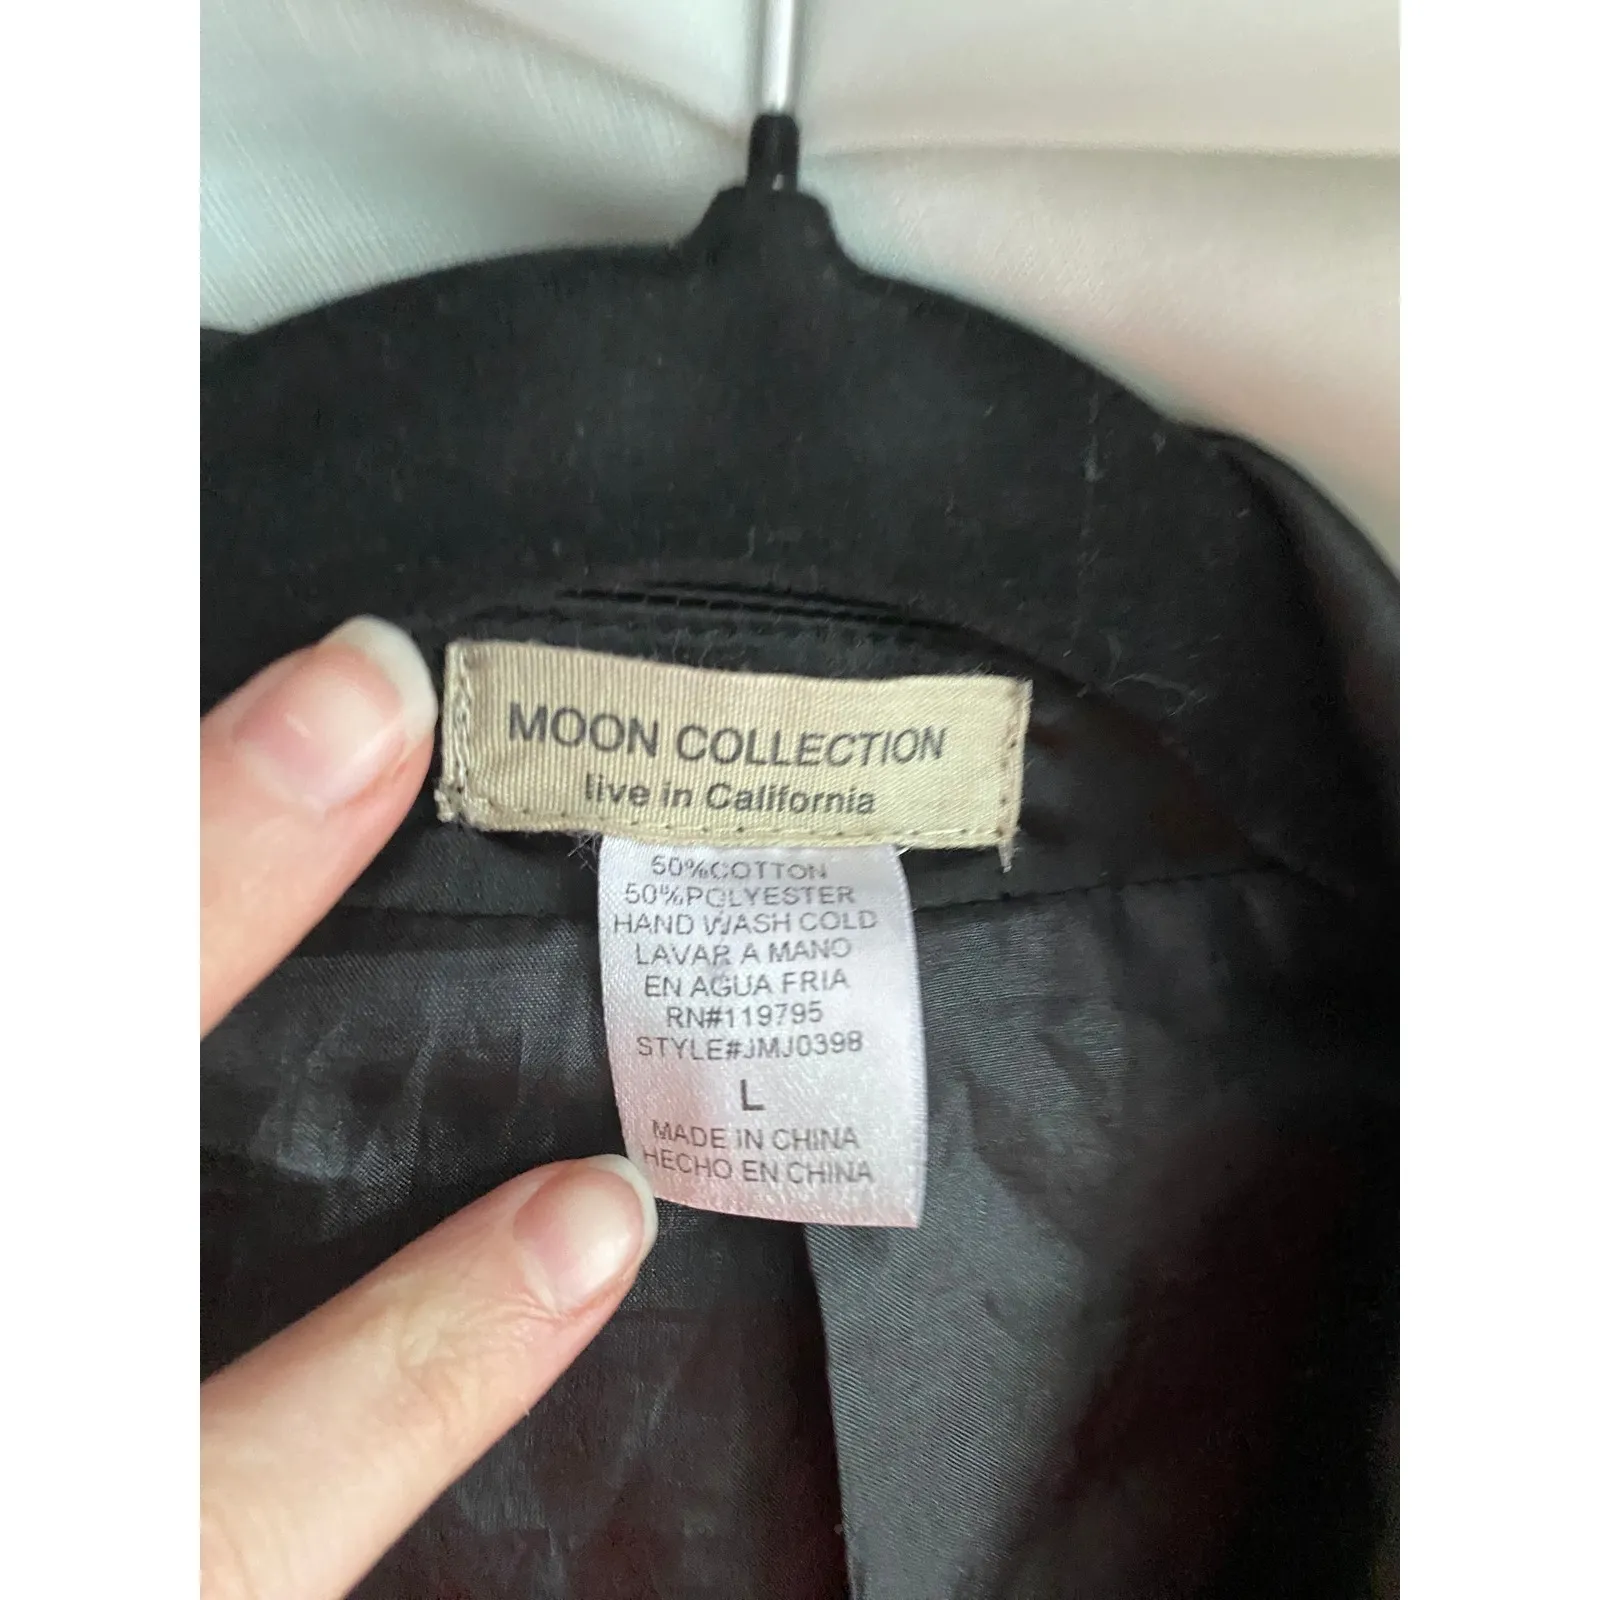 MOON COLLECTION
live in California
50%COTTON
50%POLYESTER
HAND WASH COLD
LAVAR A MANO
EN AGUA FRIA
RN#119795
STYLE#JMJ0398
L
MADE IN CHINA
HECHO EN CHINA